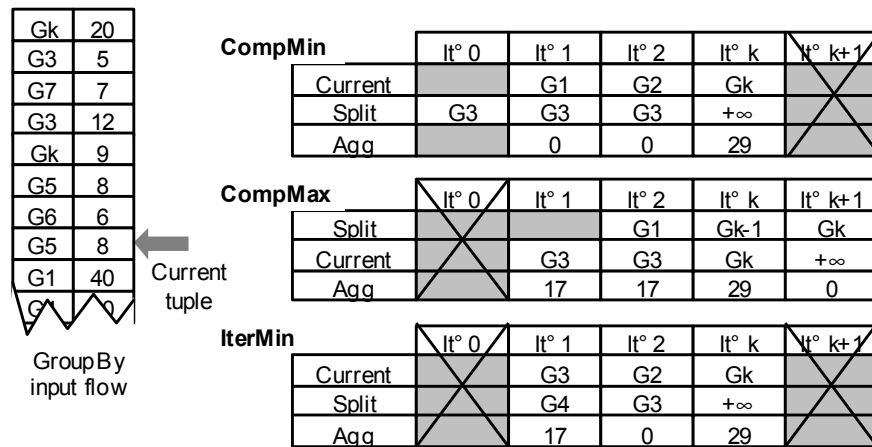 Gk 20
G3 5
G7 7
G3 12
Gk 9
G5 8
G6 6
G5 8
G1 40
Current
tuple
GroupBy
input flow
CompMin It° 0 It° 1 It° 2 It° k It° k+1
Current G1 G2 Gk
Split G3 G3 G3 +∞
Agg 0 0 29
CompMax It° 0 It° 1 It° 2 It° k It° k+1
Split G1 Gk-1 Gk
Current G3 G3 Gk +∞
Agg 17 17 29 0
IterMin It° 0 It° 1 It° 2 It° k It° k+1
Current G3 G2 Gk
Split G4 G3 +∞
Agg 17 0 29